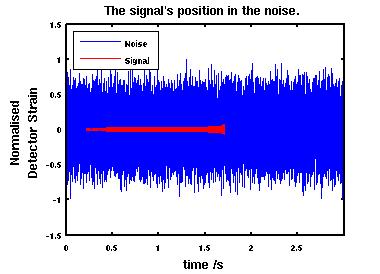 The signal's position in the noise.
1.5
Noise
Signal
1
0.5
0
-0.5
-1
-1.5
Normalised
Detector Strain
0 0.5 1 1.5 2 2.5
time /s